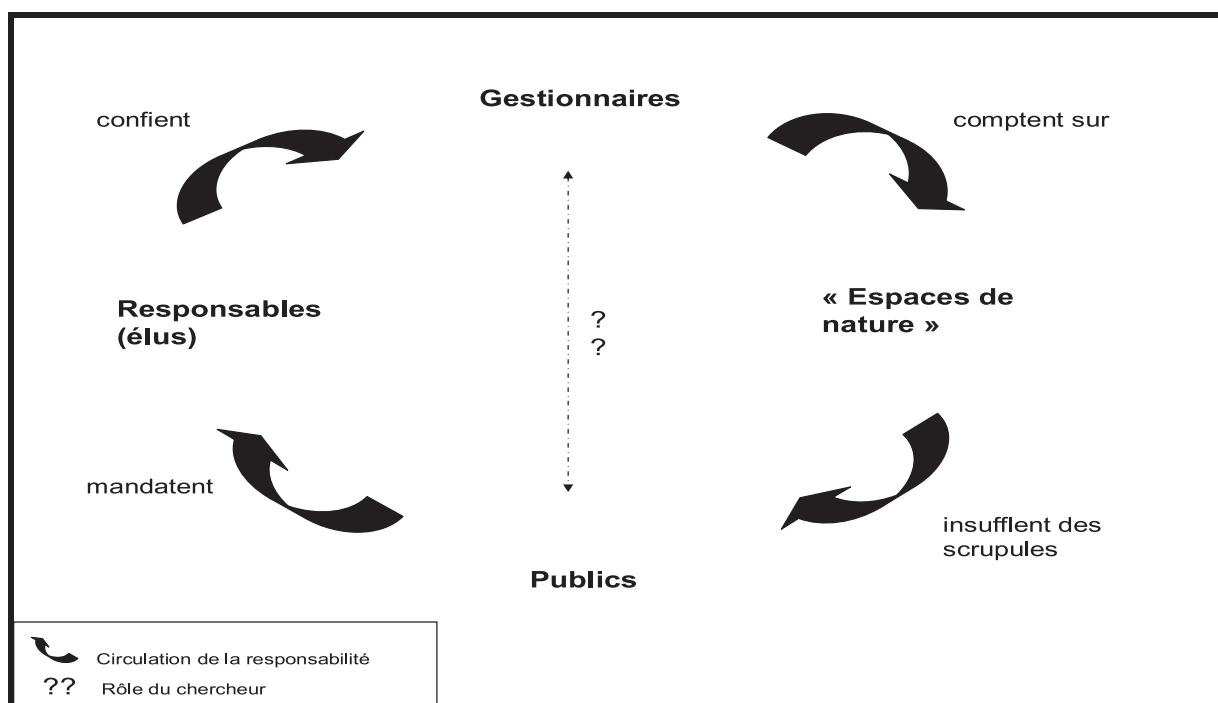 Gestionnaires
confient
comptent sur
Responsables
(élus)
« Espaces de
nature »
?
?
mandatent
insufflent des
scrupules
Publics
Circulation de la responsabilité
?? Rôle du chercheur